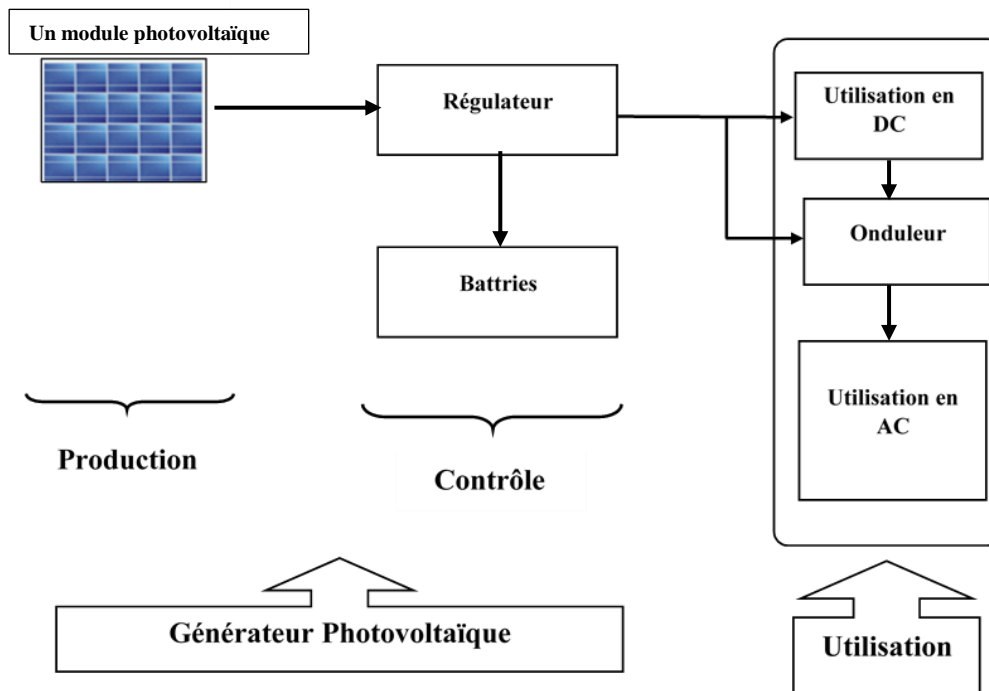 Un module photovoltaïque
Régulateur
Utilisation en
DC
Onduleur
Battries
Utilisation en
AC
Production
Contrôle
Générateur Photovoltaïque
Utilisation